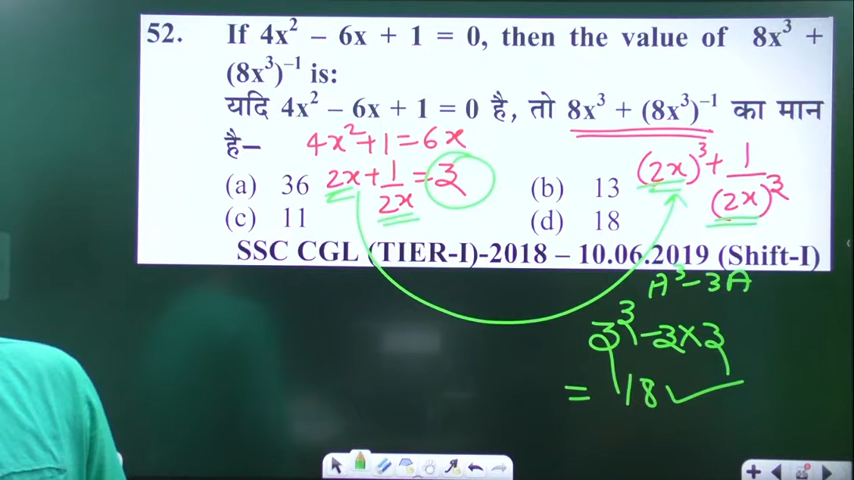 52. If 4x² – 6x + 1 = 0, then the value of 8x³ +
(8x³)⁻¹ is:
यदि 4x² – 6x + 1 = 0 है, तो 8x³ + (8x³)⁻¹ का मान
है–
4x²+1=6x
(a) 36
2x+1/2x=3
(b) 13
(2x)³+1/(2x)³
(c) 11
(d) 18
SSC CGL (TIER-I)-2018 – 10.06.2019 (Shift-I)
A³-3A
3³-3×3
= 18